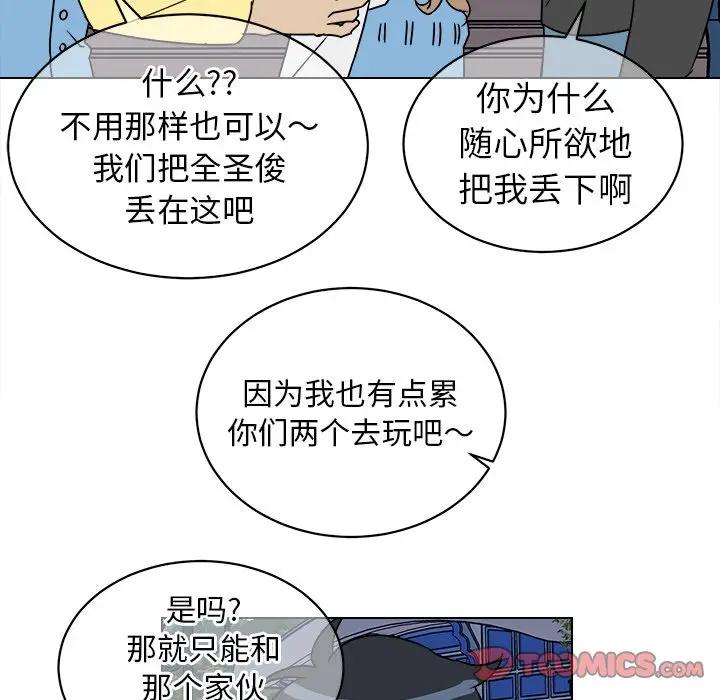 什么??
不用那样也可以～
我们把全圣俊
丢在这吧
你为什么
随心所欲地
把我丢下啊
因为我也有点累
你们两个去玩吧～
是吗?
那就只能和
那个家伙
TOOMICS.COM